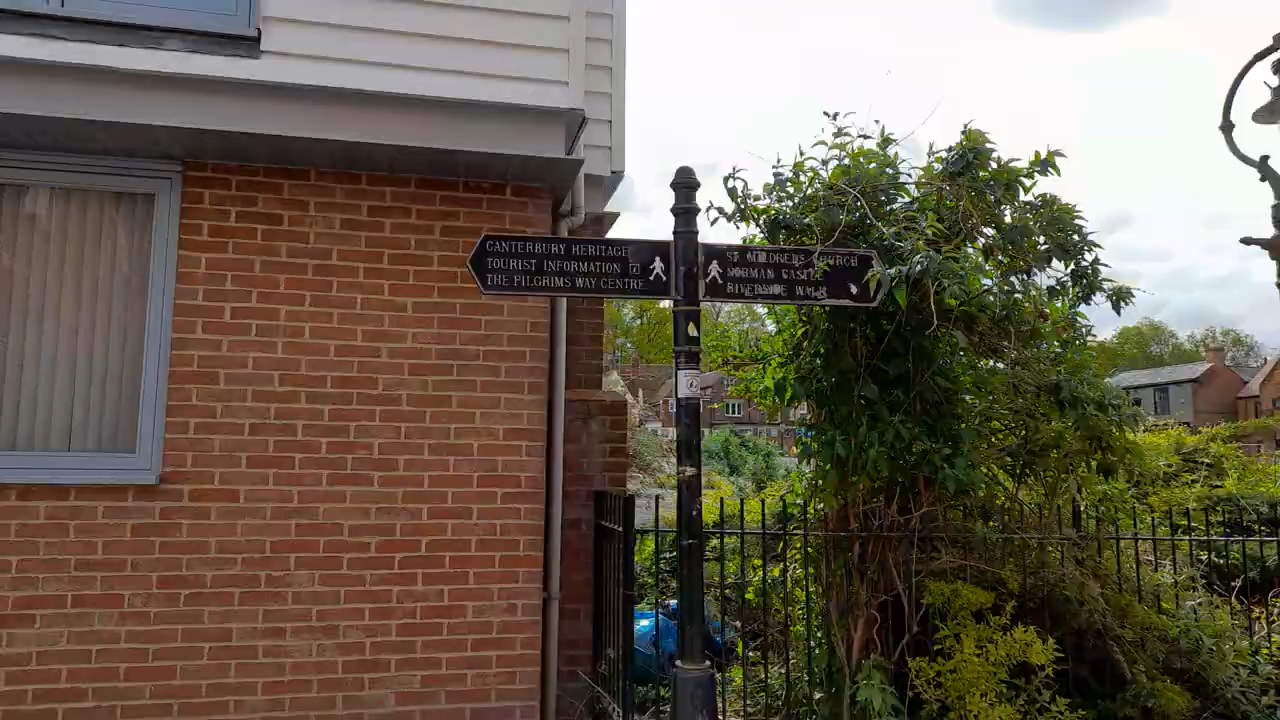 CANTERBURY HERITAGE
TOURIST INFORMATION i
THE PILGRIMS WAY CENTRE
ST MILDREDS CHURCH
NORMAN CASTLE
RIVERSIDE WALK